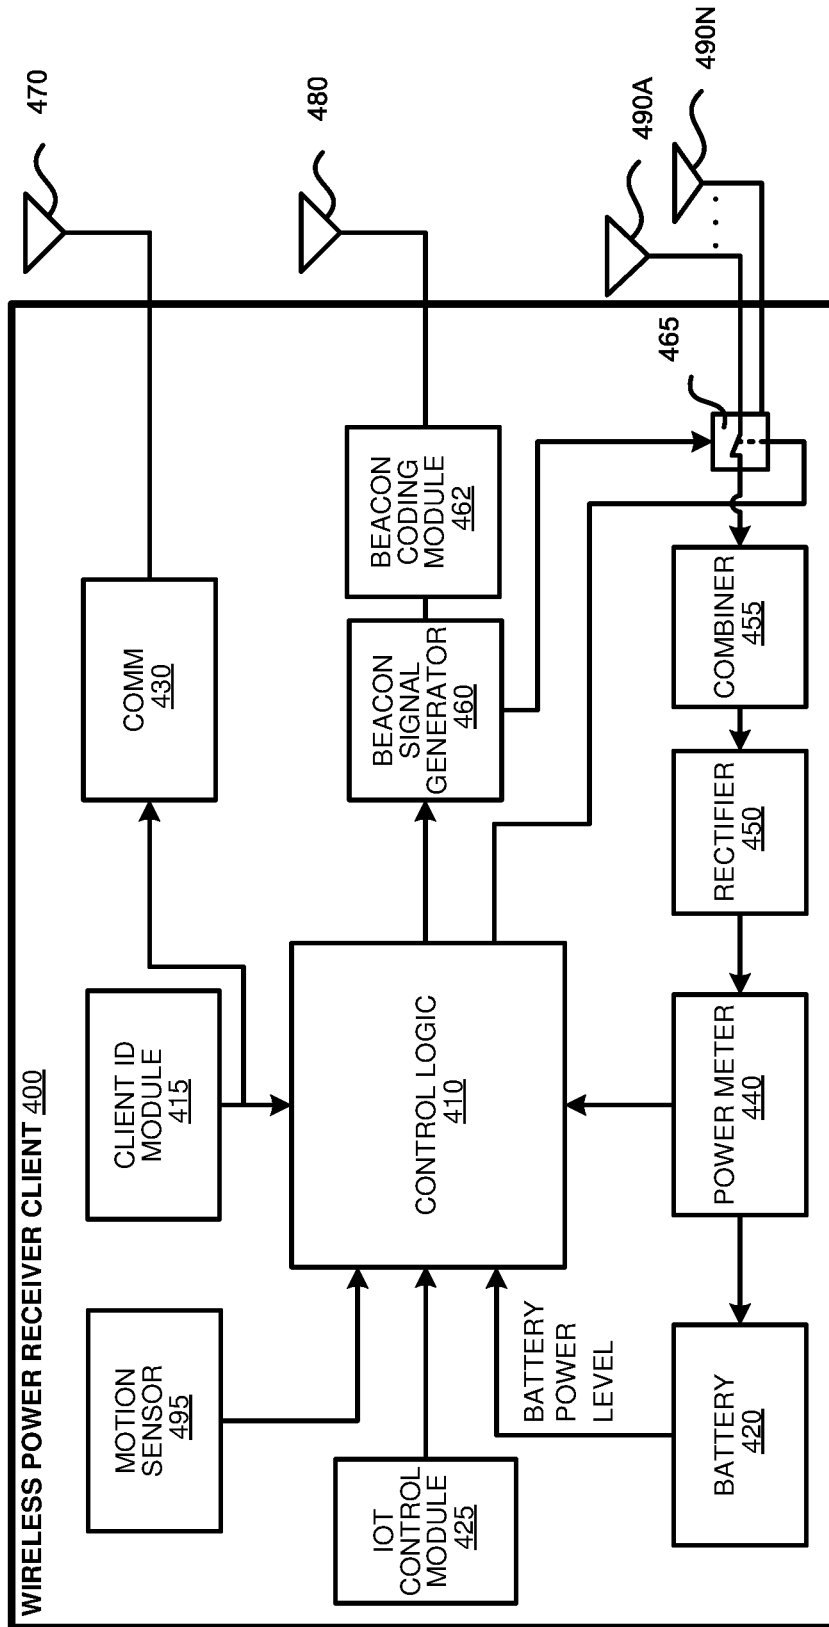 WIRELESS POWER RECEIVER CLIENT 400
MOTION
SENSOR
495
CLIENT ID
MODULE
415
COMM
430
470
IOT
CONTROL
MODULE
425
CONTROL LOGIC
410
BEACON
SIGNAL
GENERATOR
460
BEACON
CODING
MODULE
462
480
BATTERY
POWER
LEVEL
BATTERY
420
POWER METER
440
RECTIFIER
450
COMBINER
455
465
490A
490N